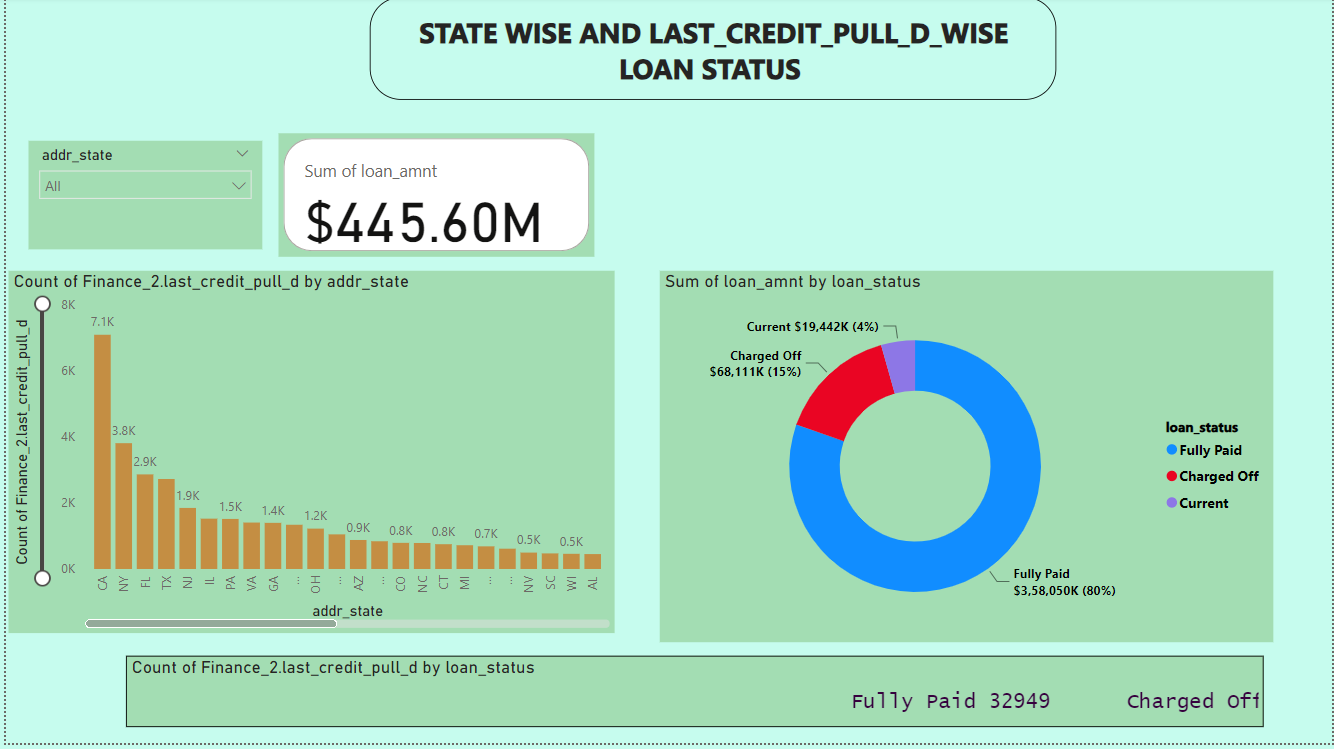 STATE WISE AND LAST_CREDIT_PULL_D_WISE
LOAN STATUS
addr_state
All
Sum of loan_amnt
$445.60M
Count of Finance_2.last_credit_pull_d by addr_state
Count of Finance_2.last_credit_pull_d
8K
6K
4K
2K
0K
7.1K
3.8K
2.9K
1.9K
1.5K
1.4K
1.2K
0.9K
0.8K
0.8K
0.7K
0.5K
0.5K
CA
NY
FL
TX
NJ
IL
PA
VA
GA
...
OH
...
AZ
...
CO
NC
CT
MI
...
...
NV
SC
WI
AL
addr_state
Sum of loan_amnt by loan_status
Current $19,442K (4%)
Charged Off
$68,111K (15%)
Fully Paid
$3,58,050K (80%)
loan_status
Fully Paid
Charged Off
Current
Count of Finance_2.last_credit_pull_d by loan_status
Fully Paid 32949 Charged Off